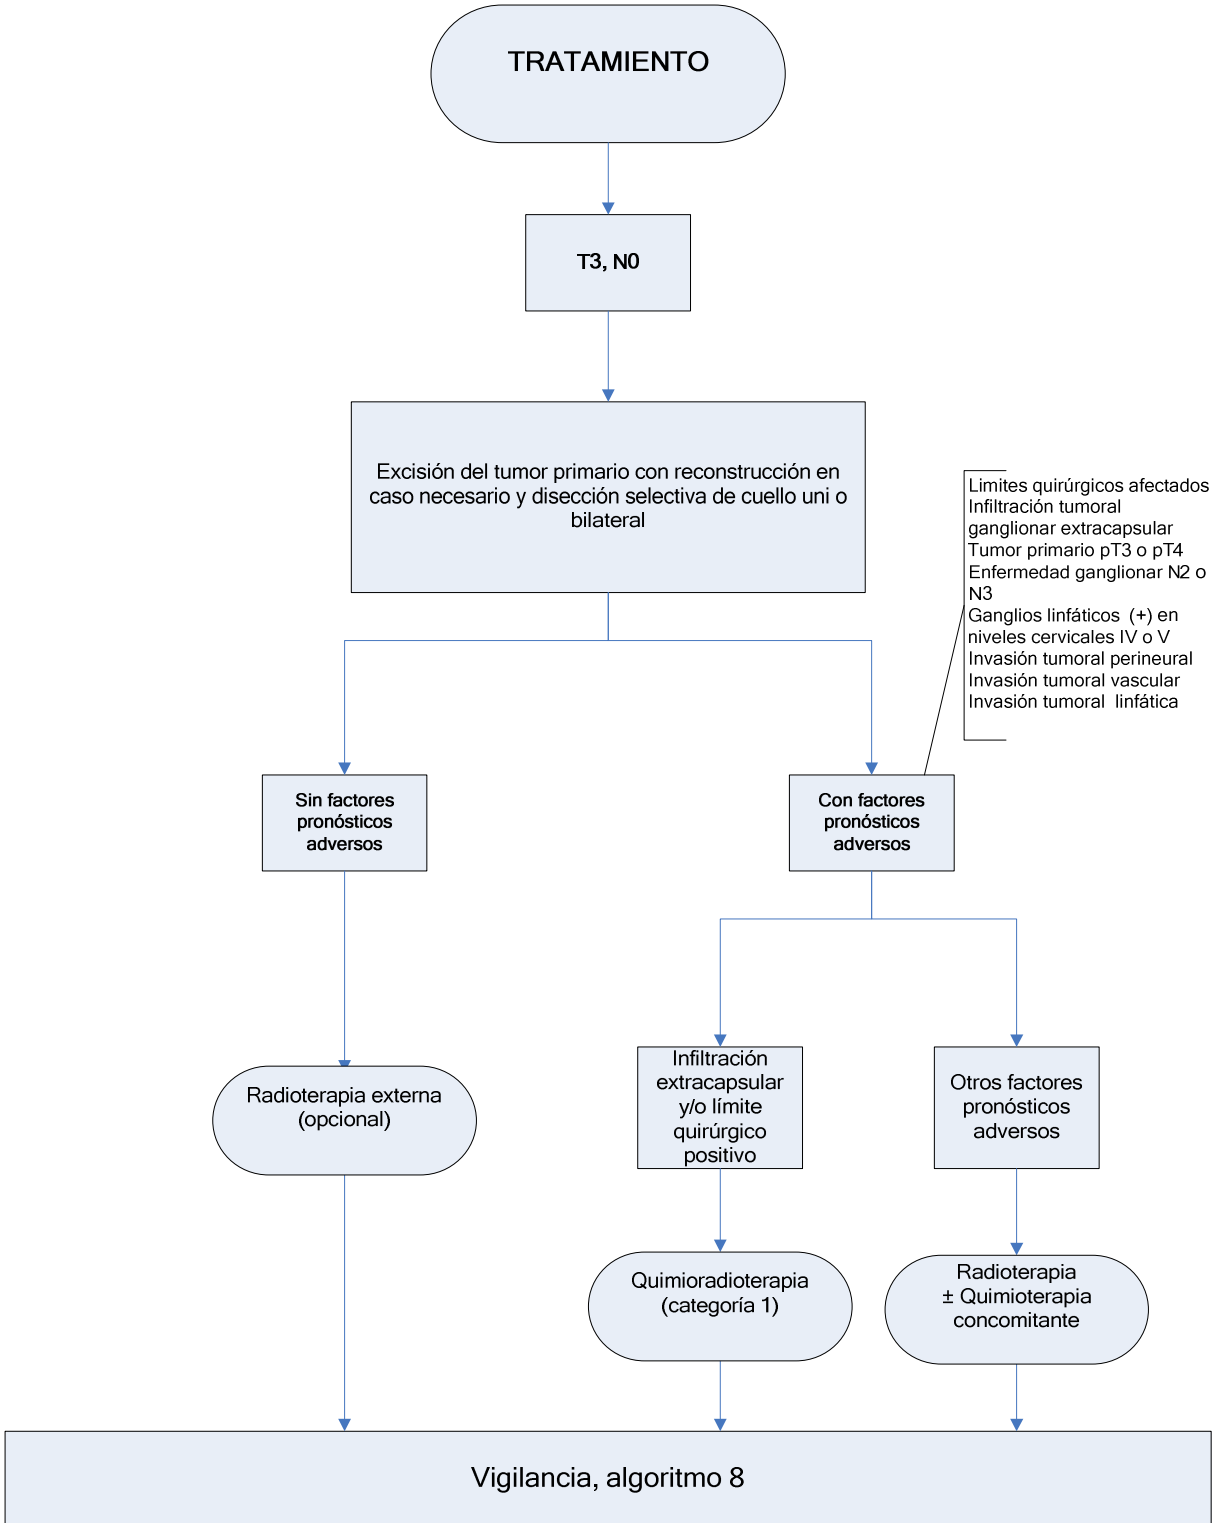 TRATAMIENTO
T3, N0
Excisión del tumor primario con reconstrucción en
caso necesario y disección selectiva de cuello uni o
bilateral
Limites quirúrgicos afectados
Infiltración tumoral
ganglionar extracapsular
Tumor primario pT3 o pT4
Enfermedad ganglionar N2 o
N3
Ganglios linfáticos (+) en
niveles cervicales IV o V
Invasión tumoral perineural
Invasión tumoral vascular
Invasión tumoral linfática
Sin factores
pronósticos
adversos
Con factores
pronósticos
adversos
Infiltración
extracapsular
y/o límite
quirúrgico
positivo
Otros factores
pronósticos
adversos
Radioterapia externa
(opcional)
Quimioradioterapia
(categoría 1)
Radioterapia
± Quimioterapia
concomitante
Vigilancia, algoritmo 8